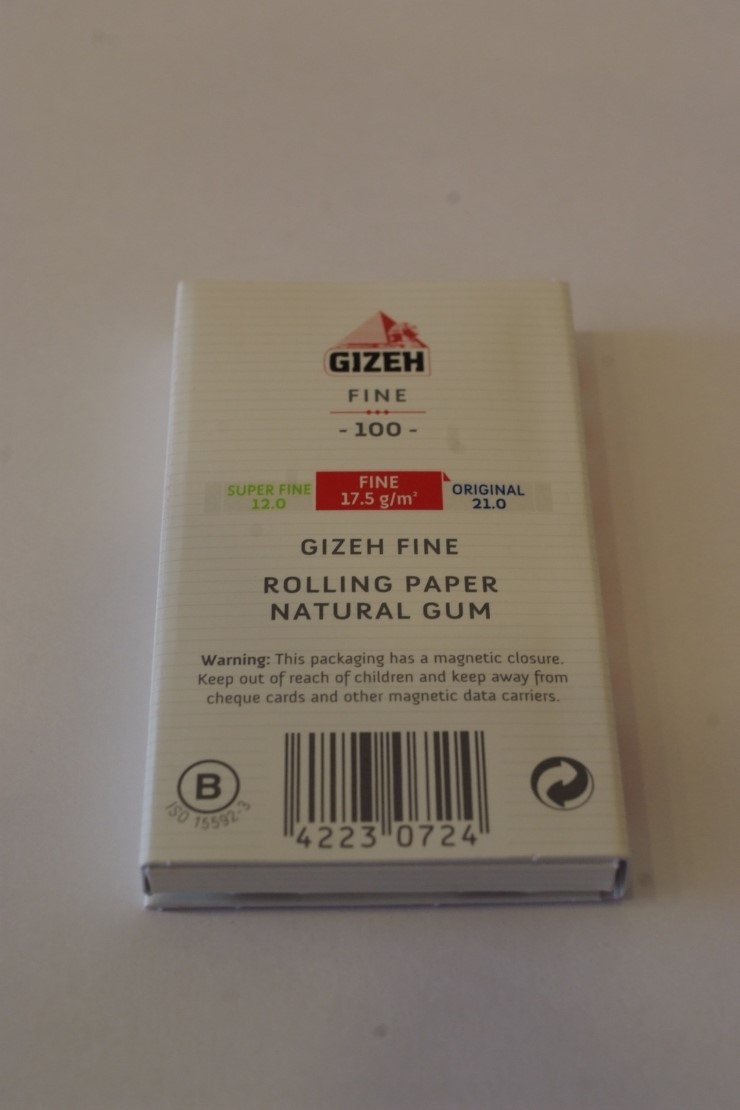 GIZEH
FINE
- 100 -
SUPER FINE
12.0
FINE
17.5 g/m²
ORIGINAL
21.0
GIZEH FINE
ROLLING PAPER
NATURAL GUM
Warning: This packaging has a magnetic closure.
Keep out of reach of children and keep away from
cheque cards and other magnetic data carriers.
B
ISO 15592-3
4223 0724